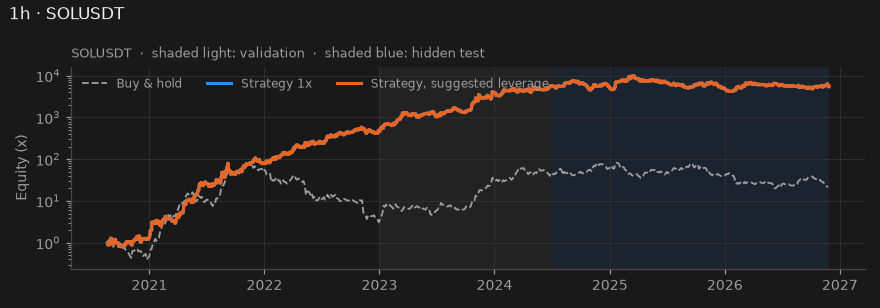 1h · SOLUSDT
SOLUSDT · shaded light: validation · shaded blue: hidden test
Buy & hold
Strategy 1x
Strategy, suggested leverage
Equity (x)
10⁴
10³
10²
10¹
10⁰
2021
2022
2023
2024
2025
2026
2027